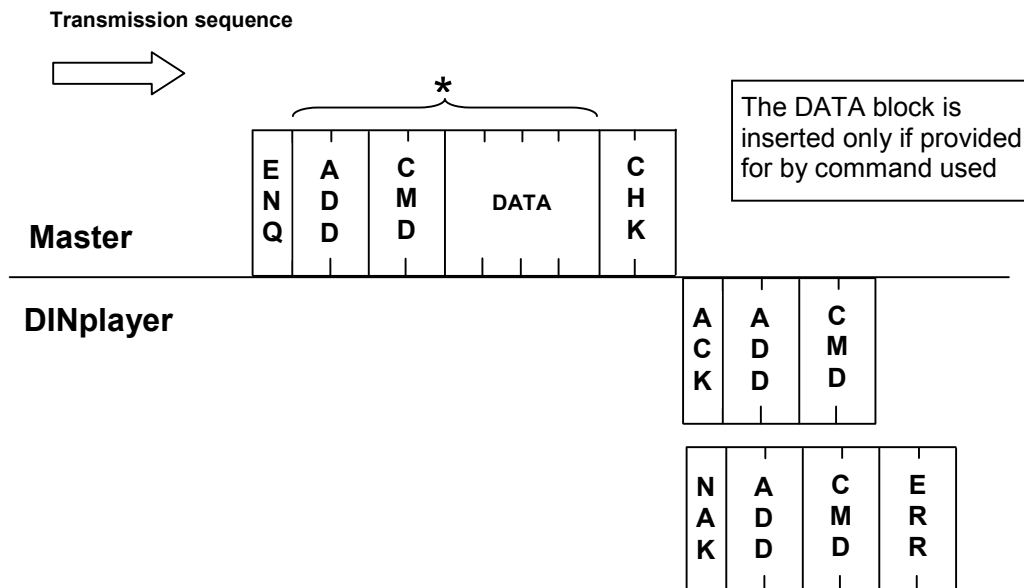 Transmission sequence
*
The DATA block is
inserted only if provided
for by command used
ENQ ADD CMD DATA CHK
Master
DINplayer
ACK ADD CMD
NAK ADD CMD ERR